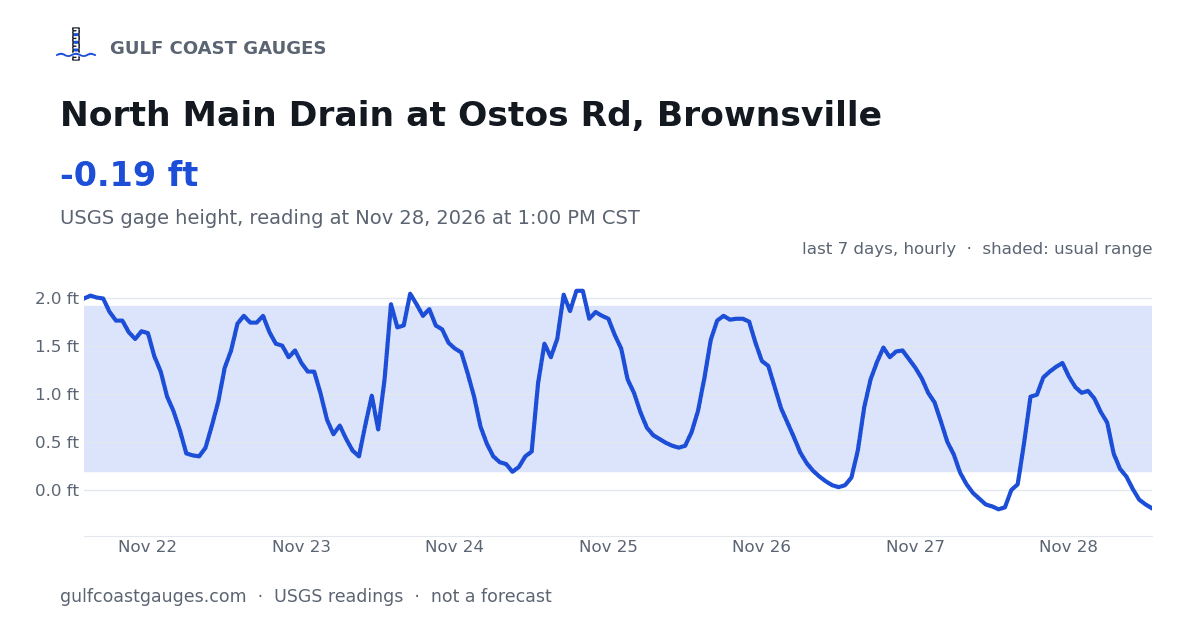 GULF COAST GAUGES
North Main Drain at Ostos Rd, Brownsville
-0.19 ft
USGS gage height, reading at Nov 28, 2026 at 1:00 PM CST
last 7 days, hourly · shaded: usual range
2.0 ft
1.5 ft
1.0 ft
0.5 ft
0.0 ft
Nov 22 Nov 23 Nov 24 Nov 25 Nov 26 Nov 27 Nov 28
gulfcoastgauges.com · USGS readings · not a forecast